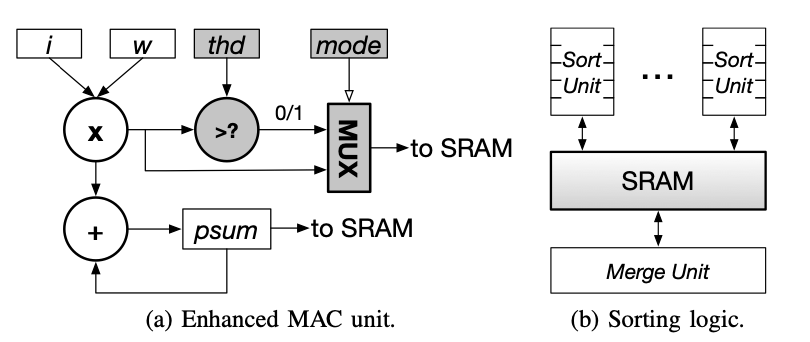 i w thd mode
x >? 0/1 MUX to SRAM
+ psum to SRAM
(a) Enhanced MAC unit.
Sort Unit ... Sort Unit
SRAM
Merge Unit
(b) Sorting logic.